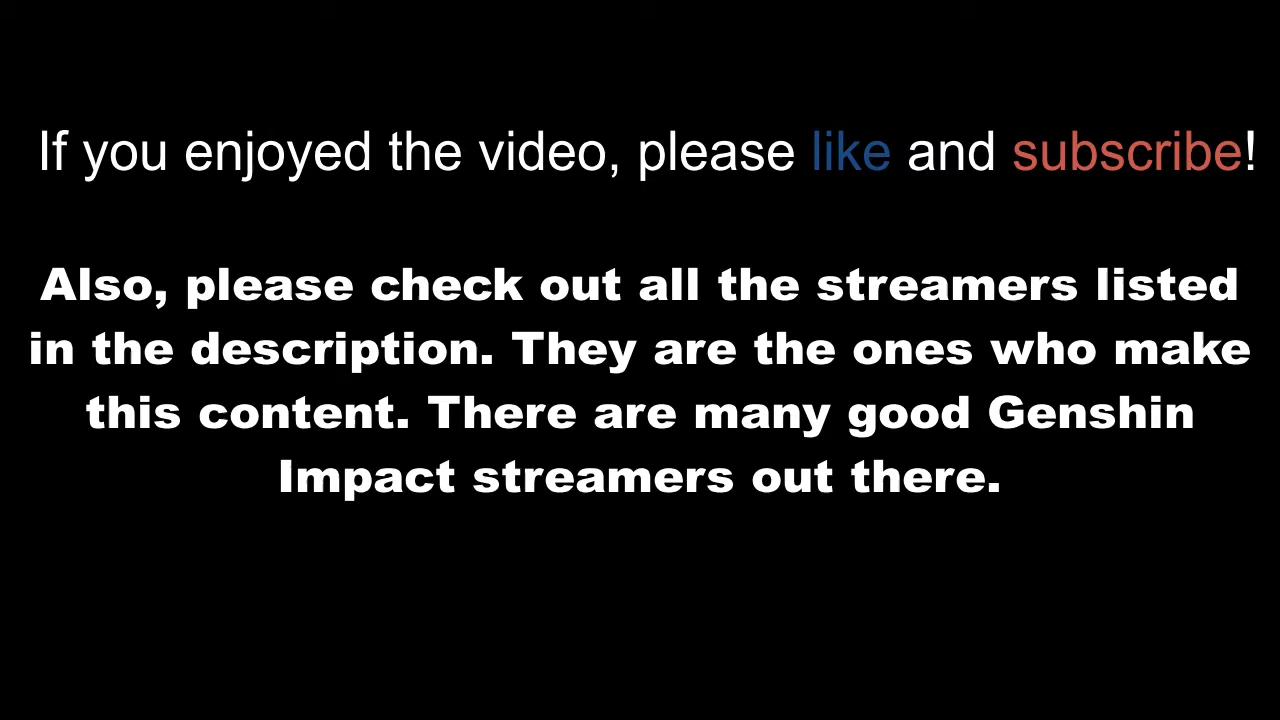 If you enjoyed the video, please like and subscribe!
Also, please check out all the streamers listed
in the description. They are the ones who make
this content. There are many good Genshin
Impact streamers out there.